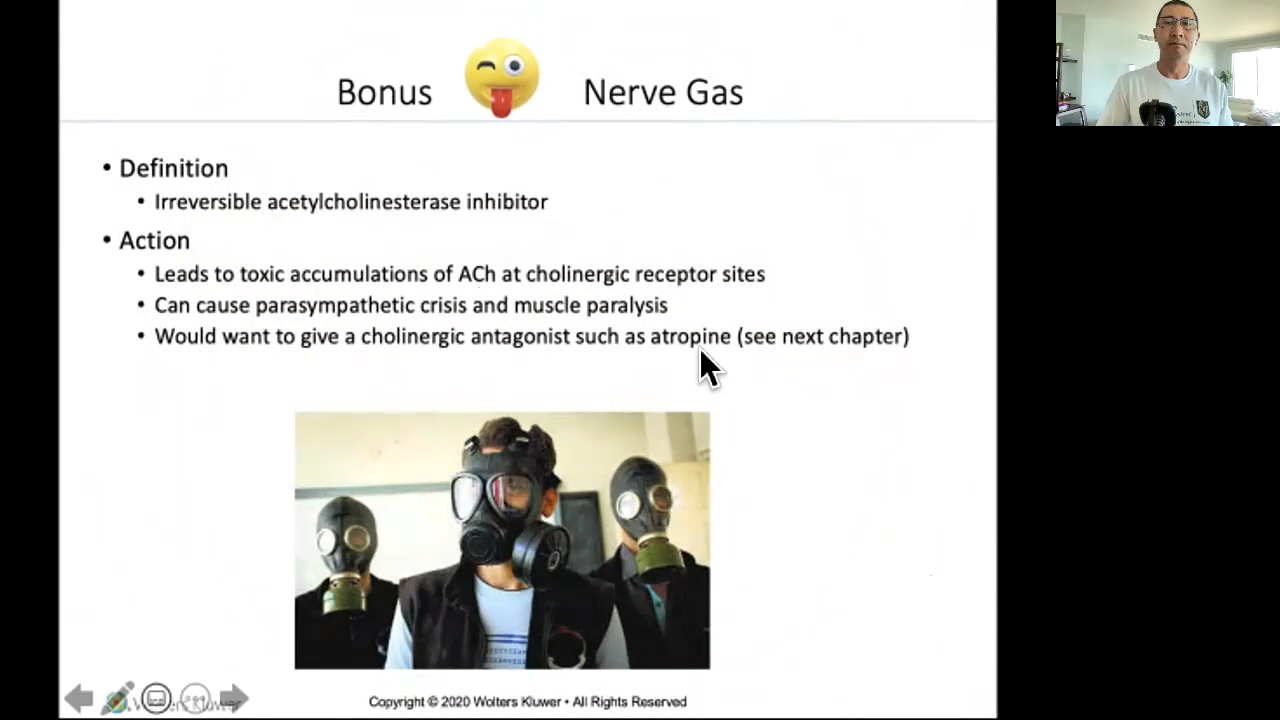 Bonus Nerve Gas
• Definition
• Irreversible acetylcholinesterase inhibitor
• Action
• Leads to toxic accumulations of ACh at cholinergic receptor sites
• Can cause parasympathetic crisis and muscle paralysis
• Would want to give a cholinergic antagonist such as atropine (see next chapter)
Copyright © 2020 Wolters Kluwer • All Rights Reserved